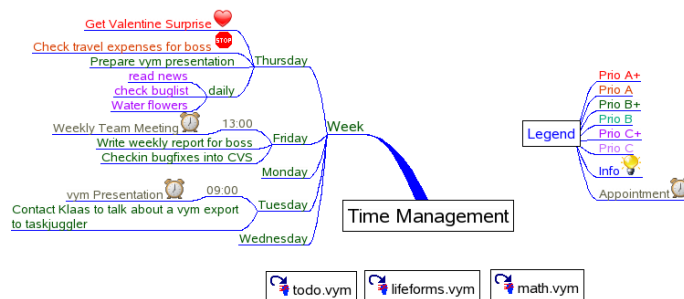 Get Valentine Surprise
STOP
Check travel expenses for boss
Prepare vym presentation
Thursday
read news
check buglist
daily
Water flowers
Weekly Team Meeting
13:00
Write weekly report for boss
Friday
Checkin bugfixes into CVS
Week
Monday
vym Presentation
09:00
Contact Klaas to talk about a vym export
to taskjuggler
Tuesday
Wednesday
Time Management
Legend
Prio A+
Prio A
Prio B+
Prio B
Prio C+
Prio C
Info
Appointment
todo.vym
lifeforms.vym
math.vym